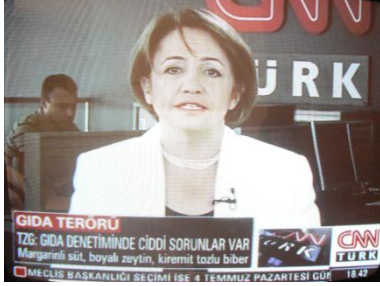 CNN
TÜRK
GIDA TERÖRÜ
TZG: GIDA DENETİMİNDE CİDDİ SORUNLAR VAR
Margarinli süt, boyalı zeytin, kiremit tozlu biber
CNN
TÜRK
MECLİS BAŞKANLIĞI SEÇİMİ İSE 4 TEMMUZ PAZARTESİ GÜN
18.42